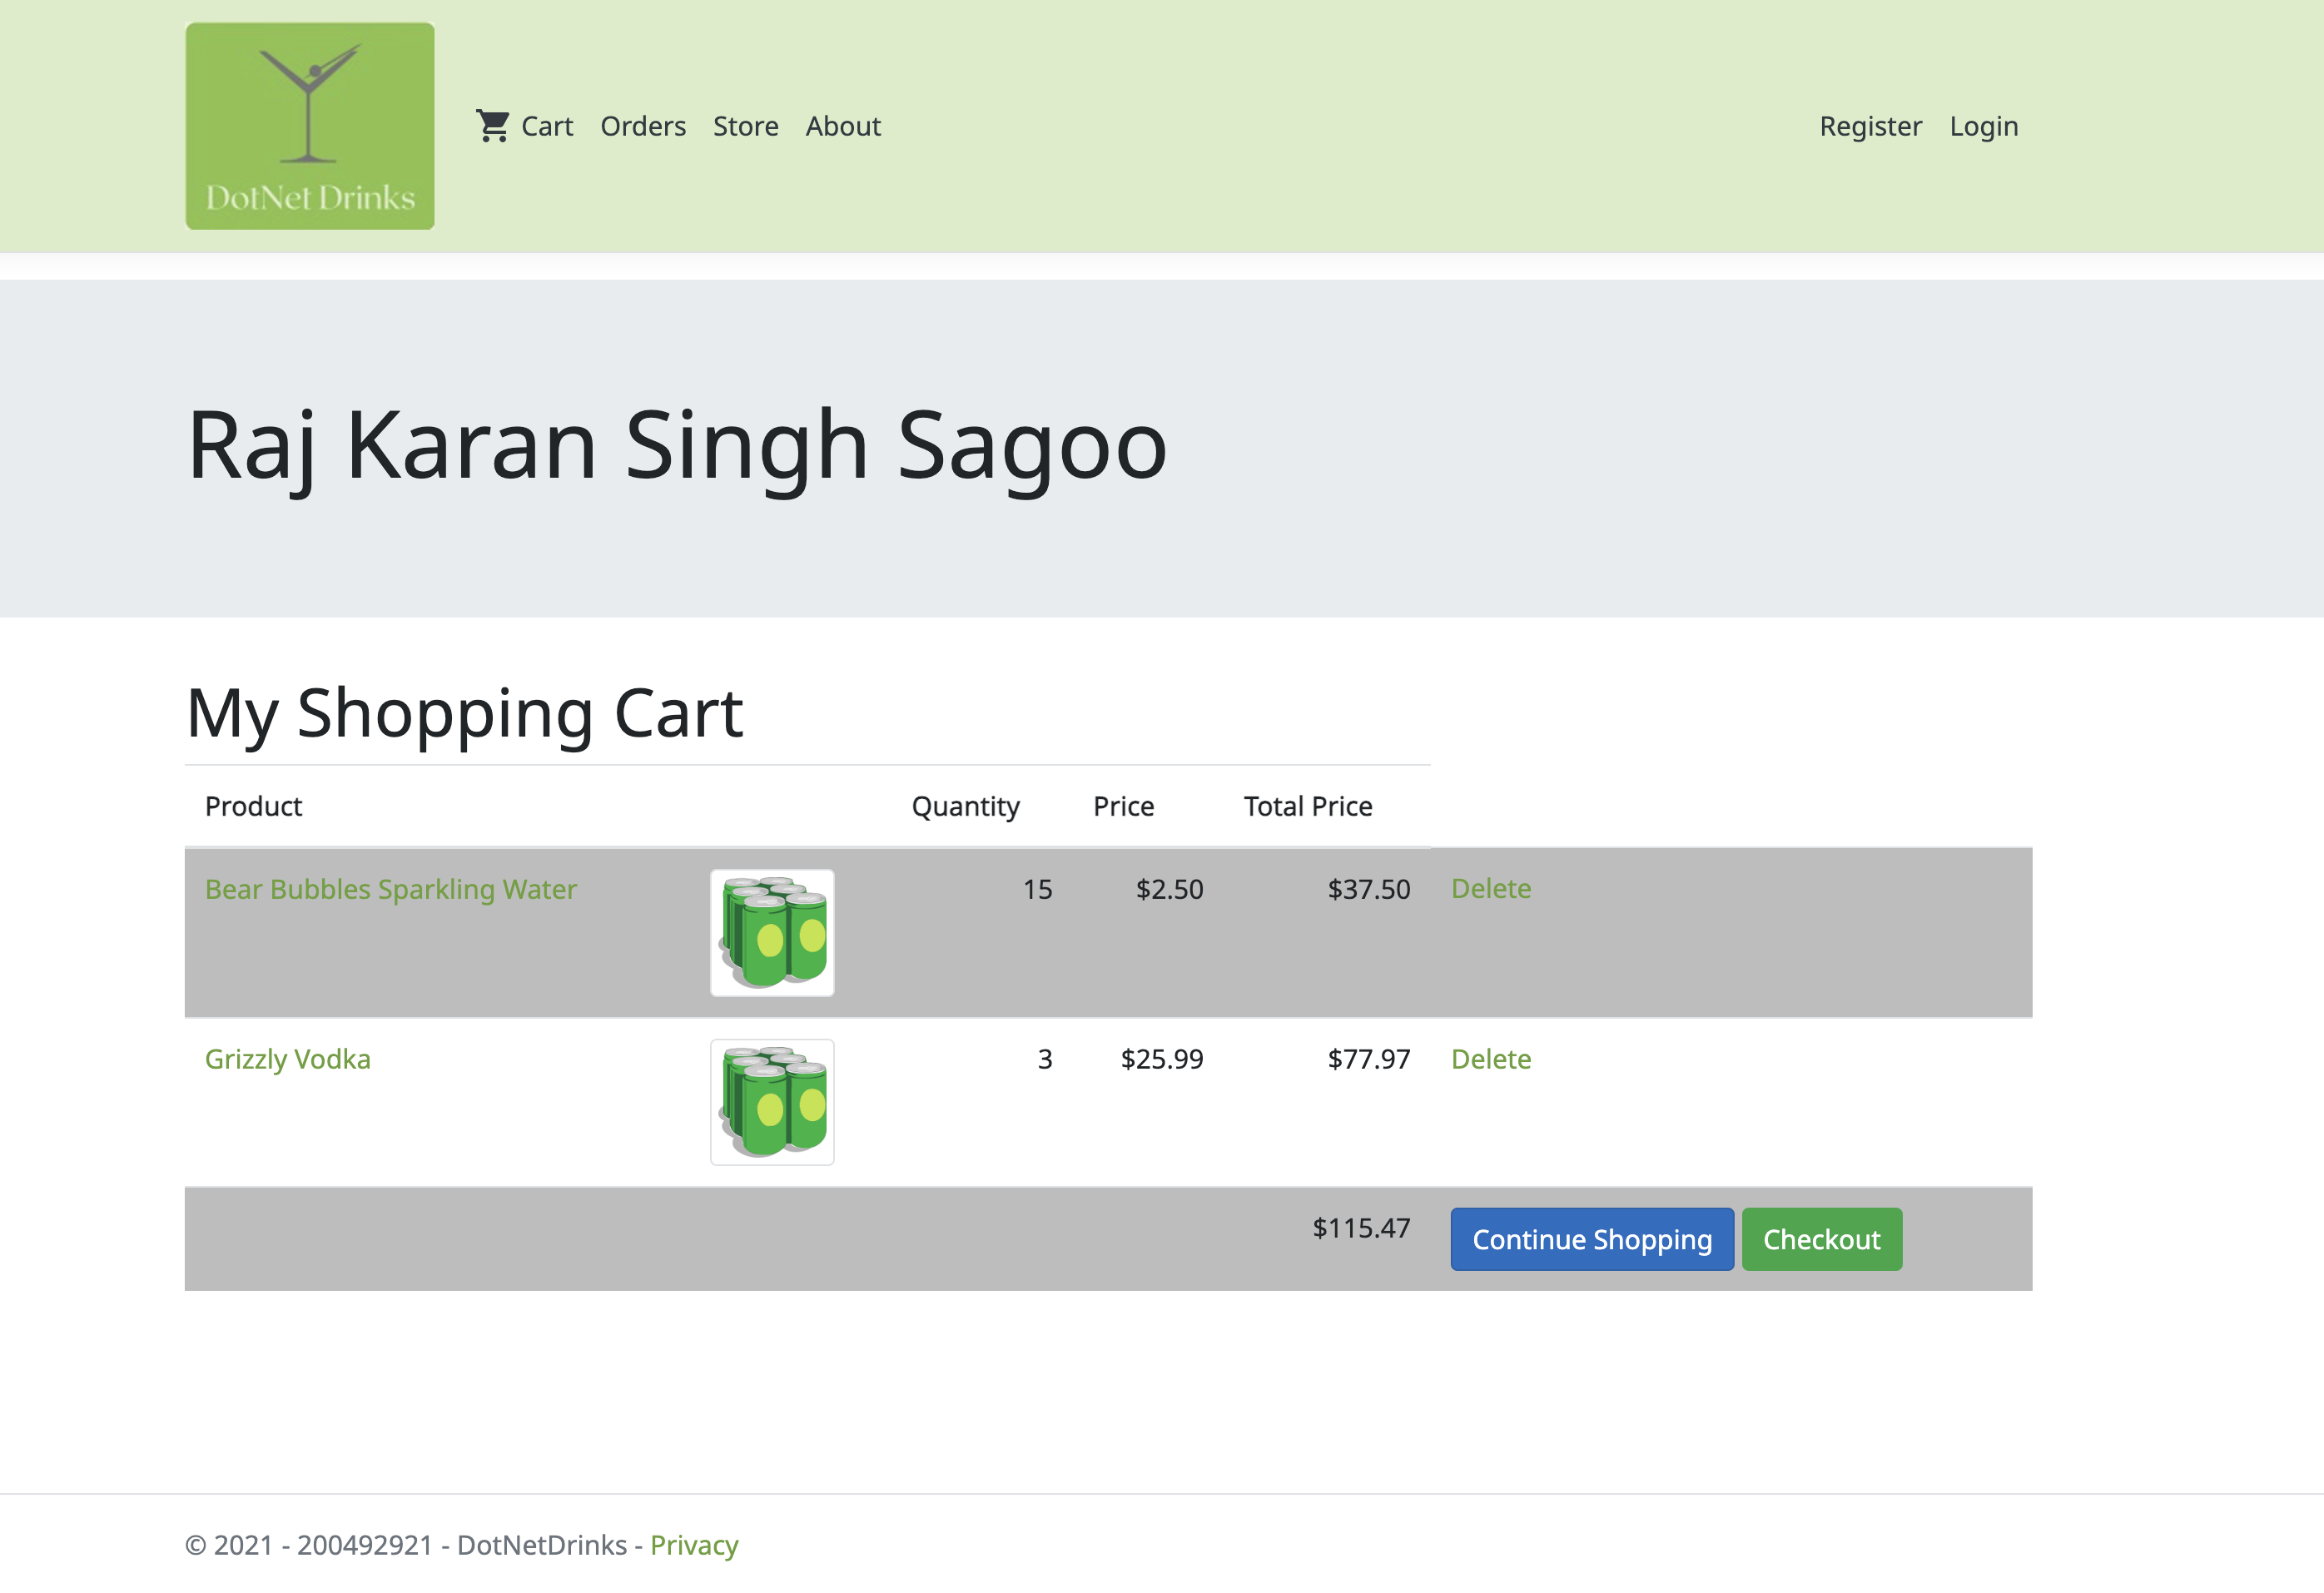 DotNet Drinks
Cart Orders Store About Register Login
Raj Karan Singh Sagoo
My Shopping Cart
Product Quantity Price Total Price
Bear Bubbles Sparkling Water 15 $2.50 $37.50 Delete
Grizzly Vodka 3 $25.99 $77.97 Delete
$115.47 Continue Shopping Checkout
© 2021 - 200492921 - DotNetDrinks - Privacy